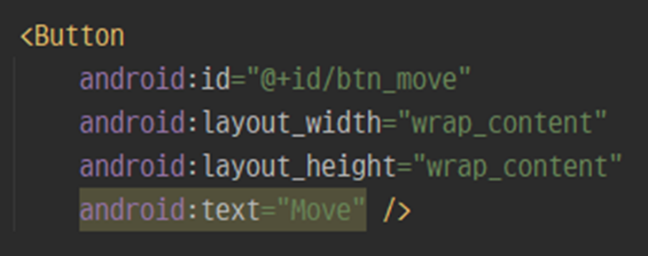 <Button
android:id="@+id/btn_move"
android:layout_width="wrap_content"
android:layout_height="wrap_content"
android:text="Move" />